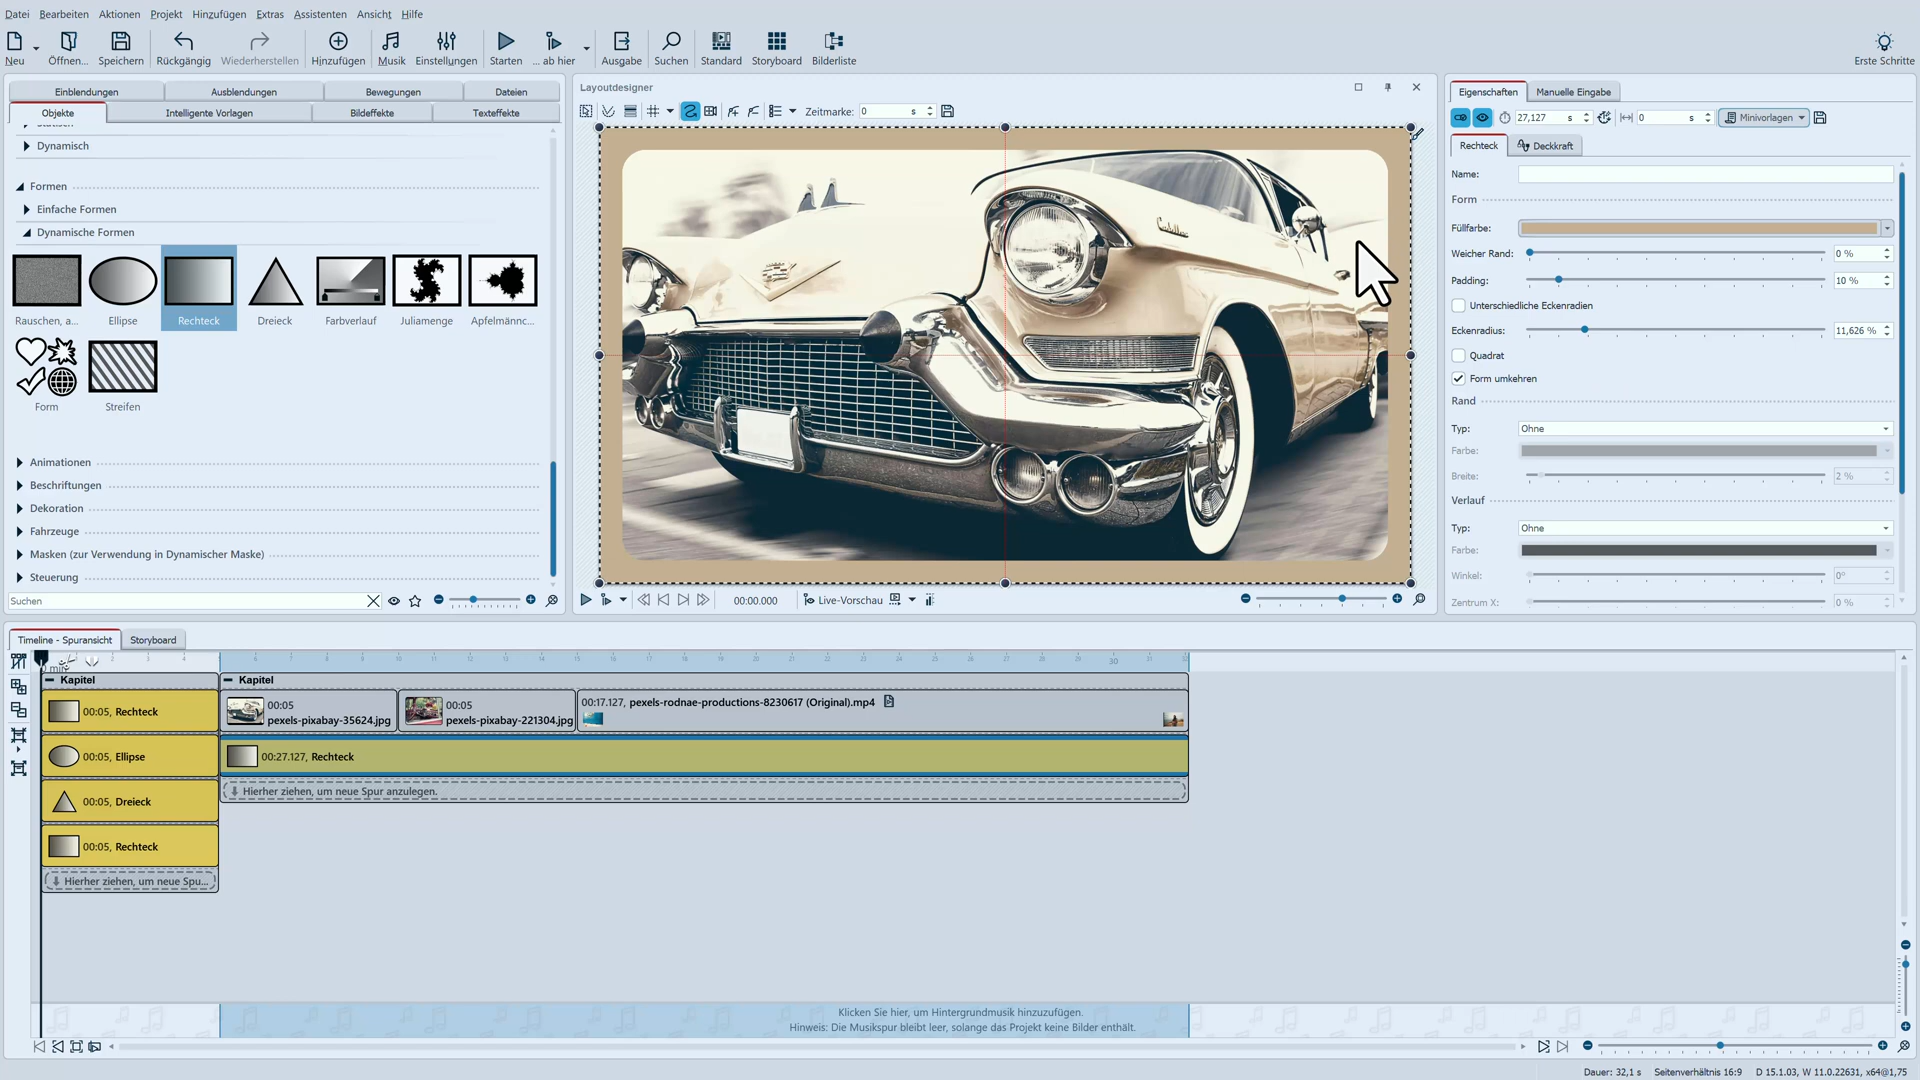 Datei Bearbeiten Aktionen Projekt Hinzufügen Extras Assistenten Ansicht Hilfe
Neu Öffnen... Speichern Rückgängig Wiederherstellen Hinzufügen Musik Einstellungen Starten ... ab hier Ausgabe Suchen Standard Storyboard Bilderliste Erste Schritte
Einblendungen Ausblendungen Bewegungen Dateien
Objekte Intelligente Vorlagen Bildeffekte Texteffekte
Dynamisch
Formen
Einfache Formen
Dynamische Formen
Rauschen, a... Ellipse Rechteck Dreieck Farbverlauf Juliamenge Apfelmännc...
Form Streifen
Animationen
Beschriftungen
Dekoration
Fahrzeuge
Masken (zur Verwendung in Dynamischer Maske)
Steuerung
Suchen
Layoutdesigner
Zeitmarke: 0 s
Cadillac
00:00.000 Live-Vorschau
Eigenschaften Manuelle Eingabe
27,127 s 0 s Minivorlagen
Rechteck Deckkraft
Name:
Form
Füllfarbe:
Weicher Rand: 0 %
Padding: 10 %
Unterschiedliche Eckenradien
Eckenradius: 11,626 %
Quadrat
Form umkehren
Rand
Typ: Ohne
Farbe:
Breite: 2 %
Verlauf
Typ: Ohne
Farbe:
Winkel: 0°
Zentrum X: 0 %
Timeline - Spuransicht Storyboard
Kapitel Kapitel
00:05, Rechteck
00:05
pexels-pixabay-35624.jpg
00:05
pexels-pixabay-221304.jpg
00:17.127, pexels-rodnae-productions-8230617 (Original).mp4
00:05, Ellipse 00:27.127, Rechteck
Hierher ziehen, um neue Spur anzulegen.
00:05, Dreieck
00:05, Rechteck
Hierher ziehen, um neue Spu...
Klicken Sie hier, um Hintergrundmusik hinzuzufügen.
Hinweis: Die Musikspur bleibt leer, solange das Projekt keine Bilder enthält.
Dauer: 32,1 s Seitenverhältnis 16:9 D 15.1.03, W 11.0.22631, x64@1,75